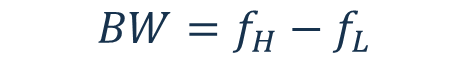 BW = f_H − f_L